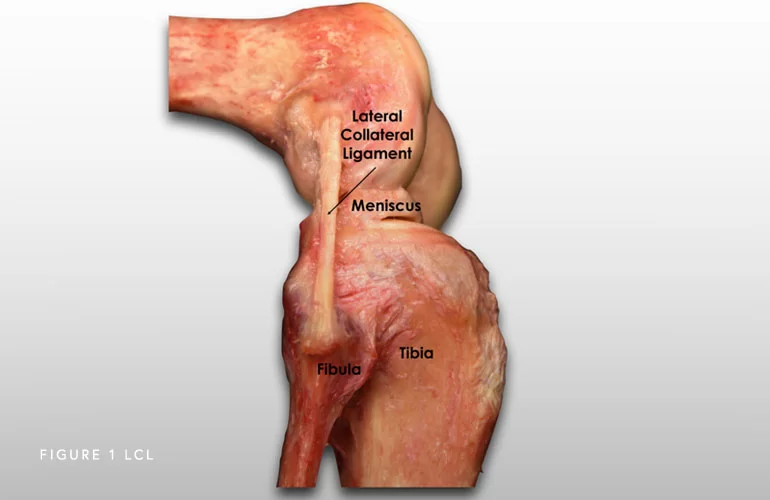 Lateral
Collateral
Ligament
Meniscus
Tibia
Fibula
FIGURE 1 LCL